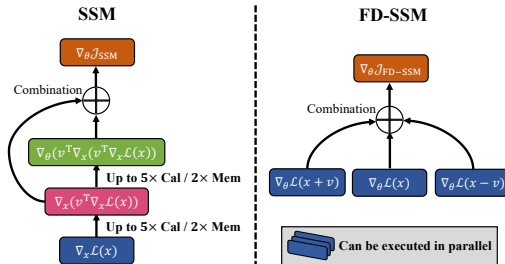 SSM
∇θ𝒥SSM
Combination
∇θ(vᵀ∇x(vᵀ∇xℒ(x))
Up to 5× Cal / 2× Mem
∇x(vᵀ∇xℒ(x))
Up to 5× Cal / 2× Mem
∇xℒ(x)
FD-SSM
∇θ𝒥FD−SSM
Combination
∇θℒ(x + v)
∇θℒ(x)
∇θℒ(x − v)
Can be executed in parallel